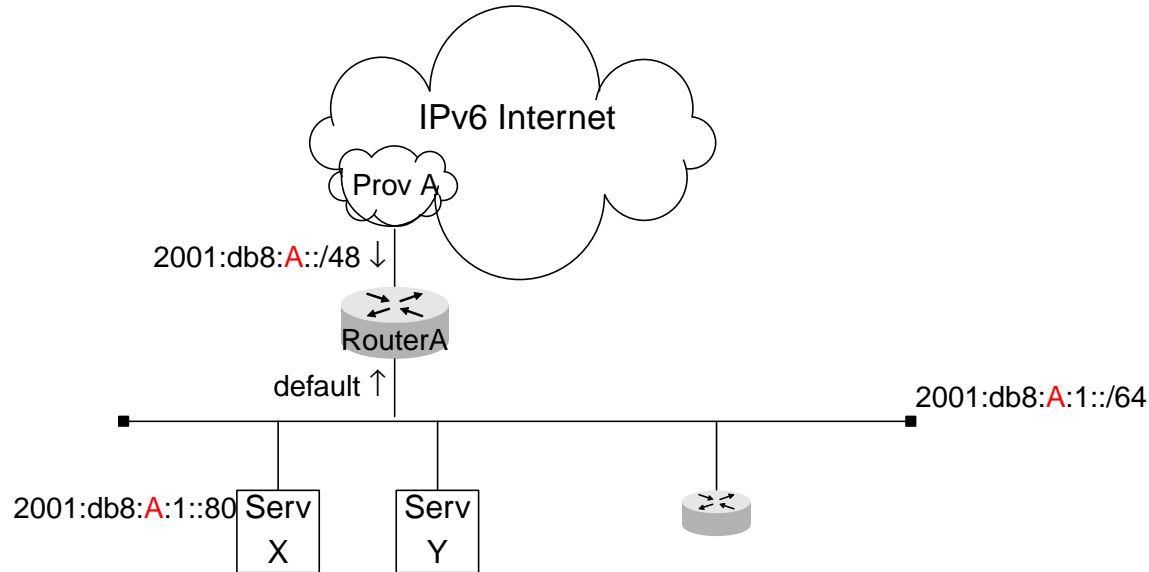 IPv6 Internet
Prov A
2001:db8:A::/48 ↓
RouterA
default ↑
2001:db8:A:1::/64
2001:db8:A:1::80
Serv
X
Serv
Y